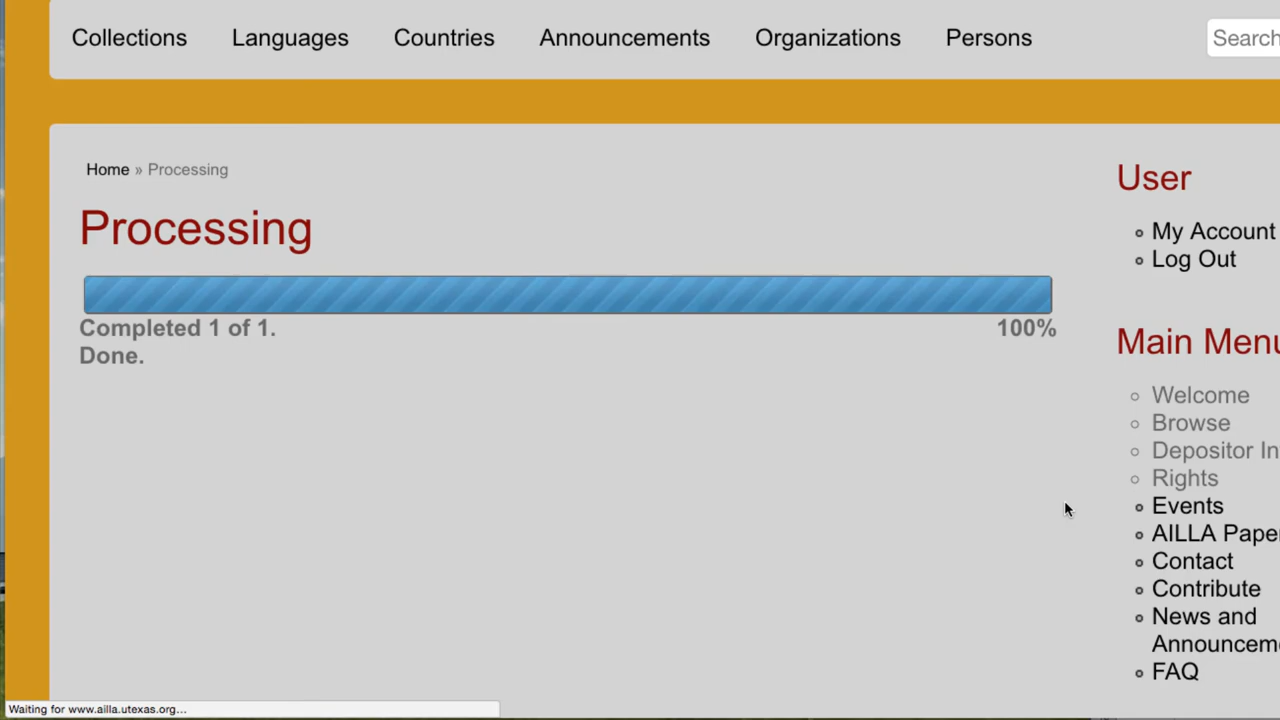 Collections Languages Countries Announcements Organizations Persons Search
Home » Processing
Processing
Completed 1 of 1. 100%
Done.
User
My Account
Log Out
Main Menu
Welcome
Browse
Depositor In
Rights
Events
AILLA Pape
Contact
Contribute
News and
Announcem
FAQ
Waiting for www.ailla.utexas.org...